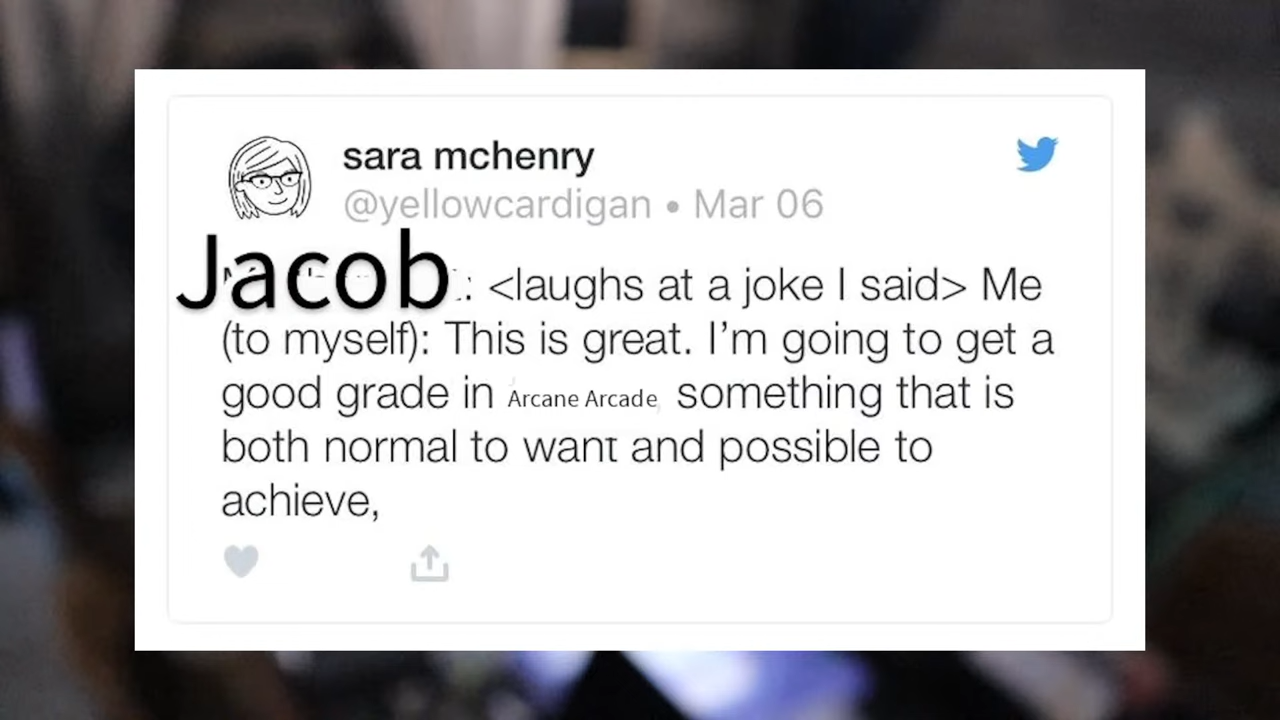 sara mchenry
@yellowcardigan • Mar 06
Jacob : <laughs at a joke I said> Me
(to myself): This is great. I'm going to get a
good grade in Arcane Arcade, something that is
both normal to want and possible to
achieve,